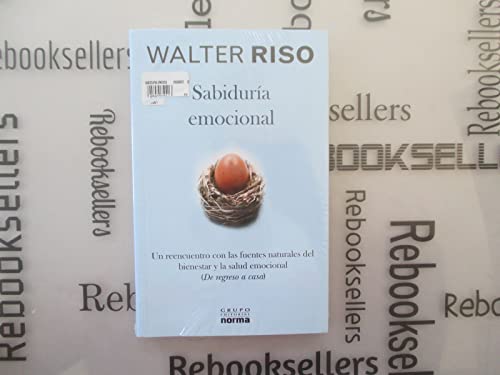 WALTER RISO
Sabiduría
emocional
Un reencuentro con las fuentes naturales del
bienestar y la salud emocional
(De regreso a casa)
GRUPO
EDITORIAL
norma
Rebooksellers
Rebooksellers
Rebooksellers
REBOOKSELL
Rebooksellers
Rebooksellers
Rebooksellers